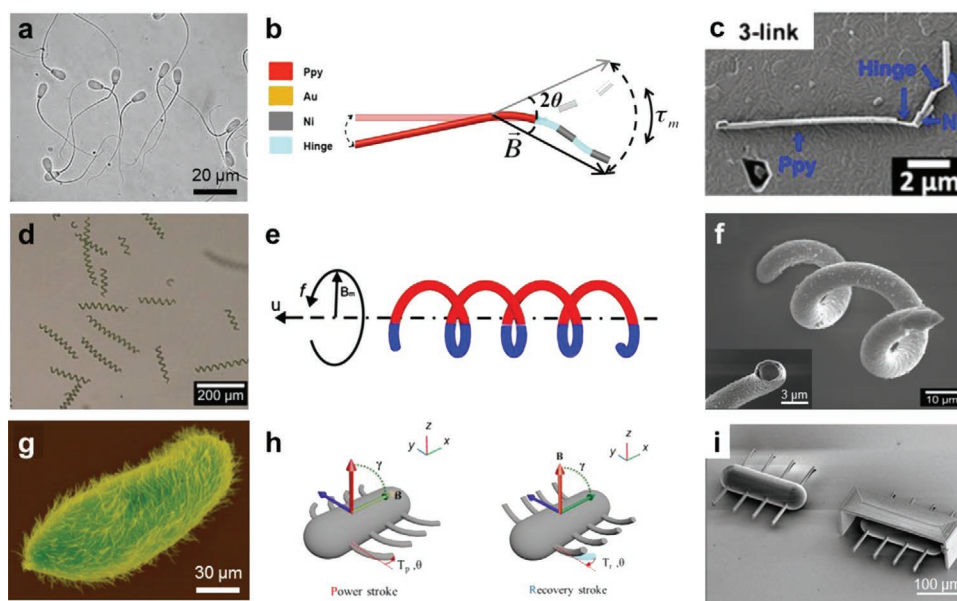 a
20 µm
b
Ppy
Au
Ni
Hinge
2θ
B
τm
c
3-link
Hinge
Ppy
2 µm
d
200 µm
e
f
Bm
u
f
3 µm
10 µm
g
30 µm
h
z
y x
B
γ
B
Tp ,θ
Power stroke
z
y x
B
γ
B
Tr ,θ
Recovery stroke
i
100 µm